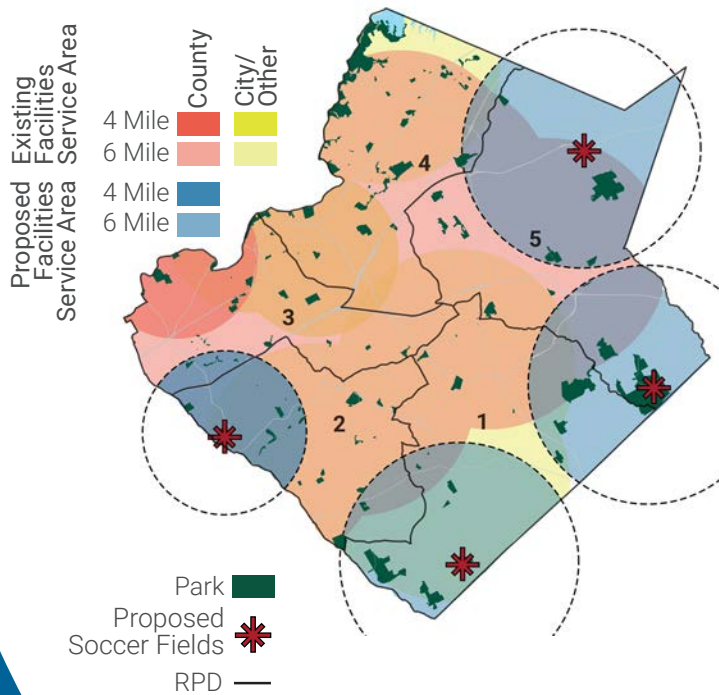 Existing Facilities Service Area
County
City/ Other
4 Mile
6 Mile
Proposed Facilities Service Area
4 Mile
6 Mile
4
5
3
2
1
Park
Proposed
Soccer Fields
RPD